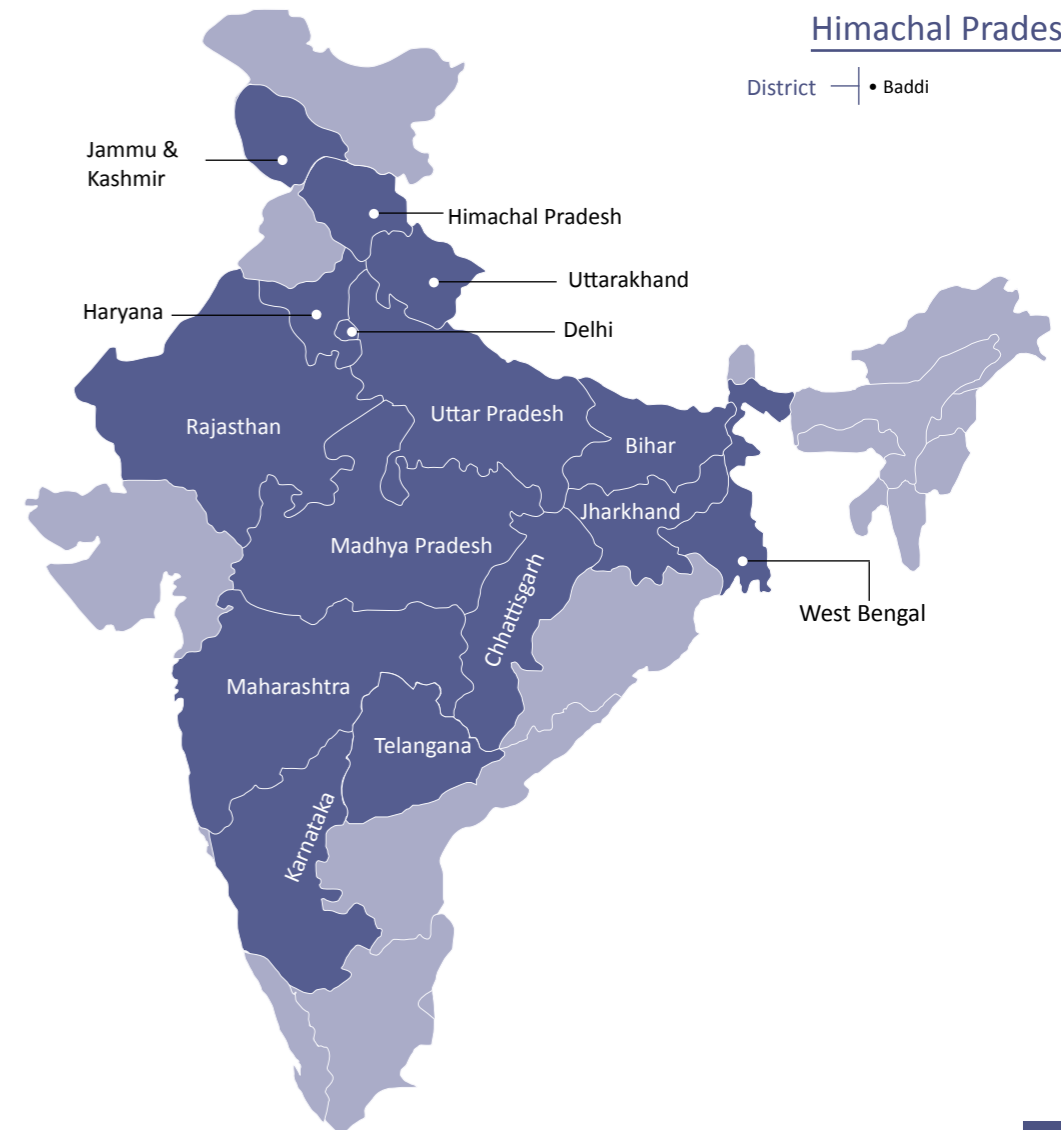 Himachal Prades
District
• Baddi
Jammu &
Kashmir
Himachal Pradesh
Uttarakhand
Haryana
Delhi
Rajasthan
Uttar Pradesh
Bihar
Jharkhand
Madhya Pradesh
Chhattisgarh
West Bengal
Maharashtra
Telangana
Karnataka